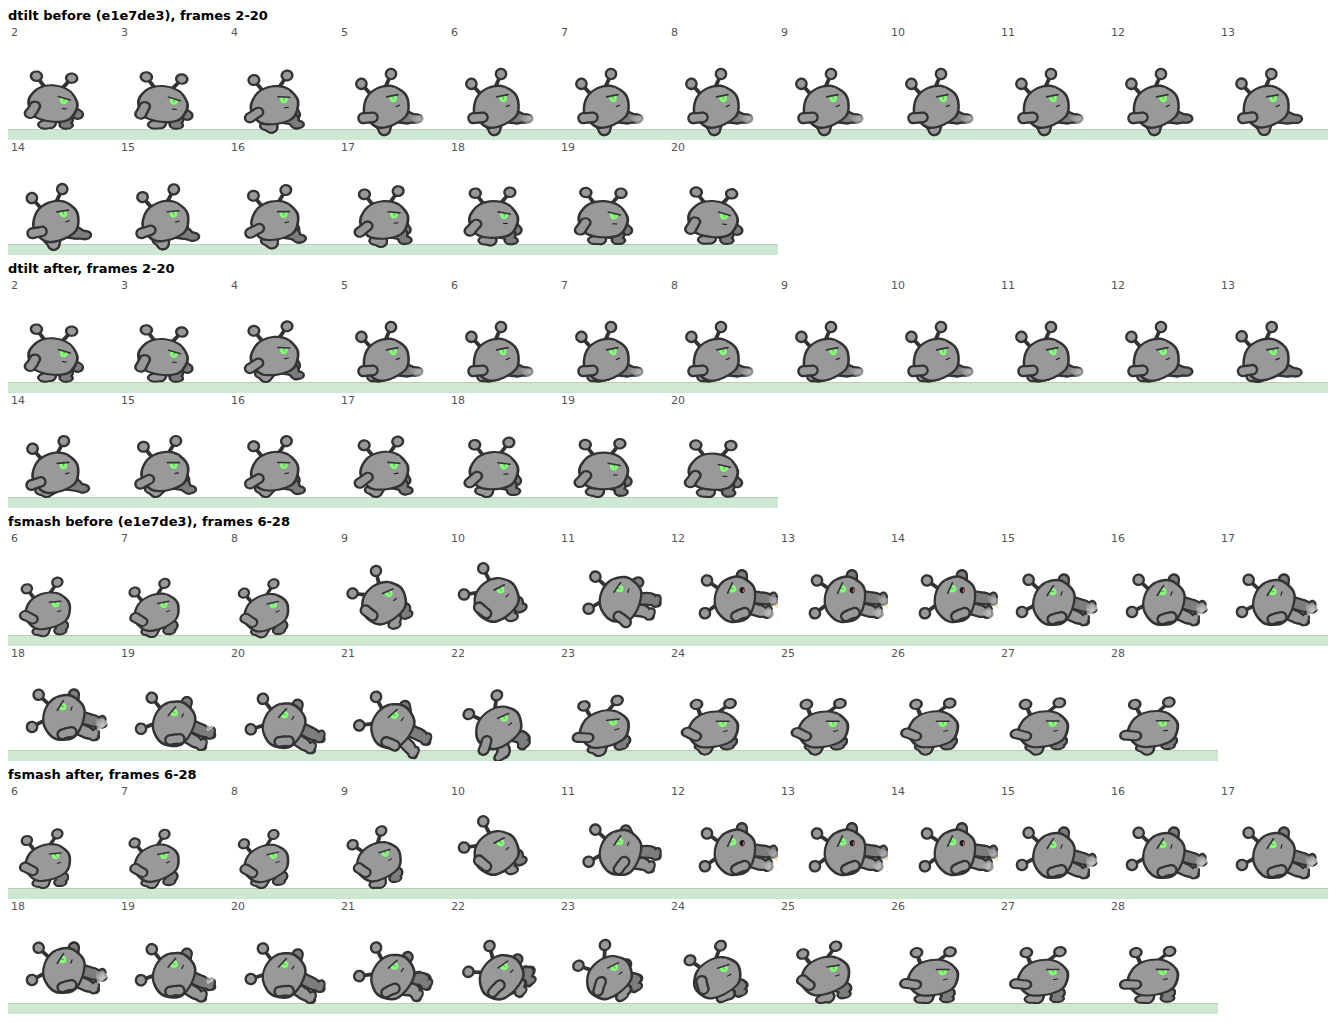 dtilt before (e1e7de3), frames 2-20
2 3 4 5 6 7 8 9 10 11 12 13
14 15 16 17 18 19 20
dtilt after, frames 2-20
2 3 4 5 6 7 8 9 10 11 12 13
14 15 16 17 18 19 20
fsmash before (e1e7de3), frames 6-28
6 7 8 9 10 11 12 13 14 15 16 17
18 19 20 21 22 23 24 25 26 27 28
fsmash after, frames 6-28
6 7 8 9 10 11 12 13 14 15 16 17
18 19 20 21 22 23 24 25 26 27 28